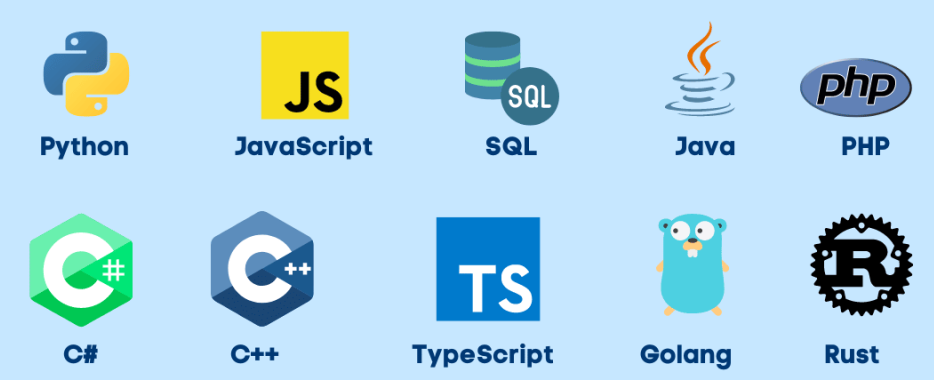 JS
SQL
php
Python
JavaScript
SQL
Java
PHP
C#
C++
TS
R
C#
C++
TypeScript
Golang
Rust